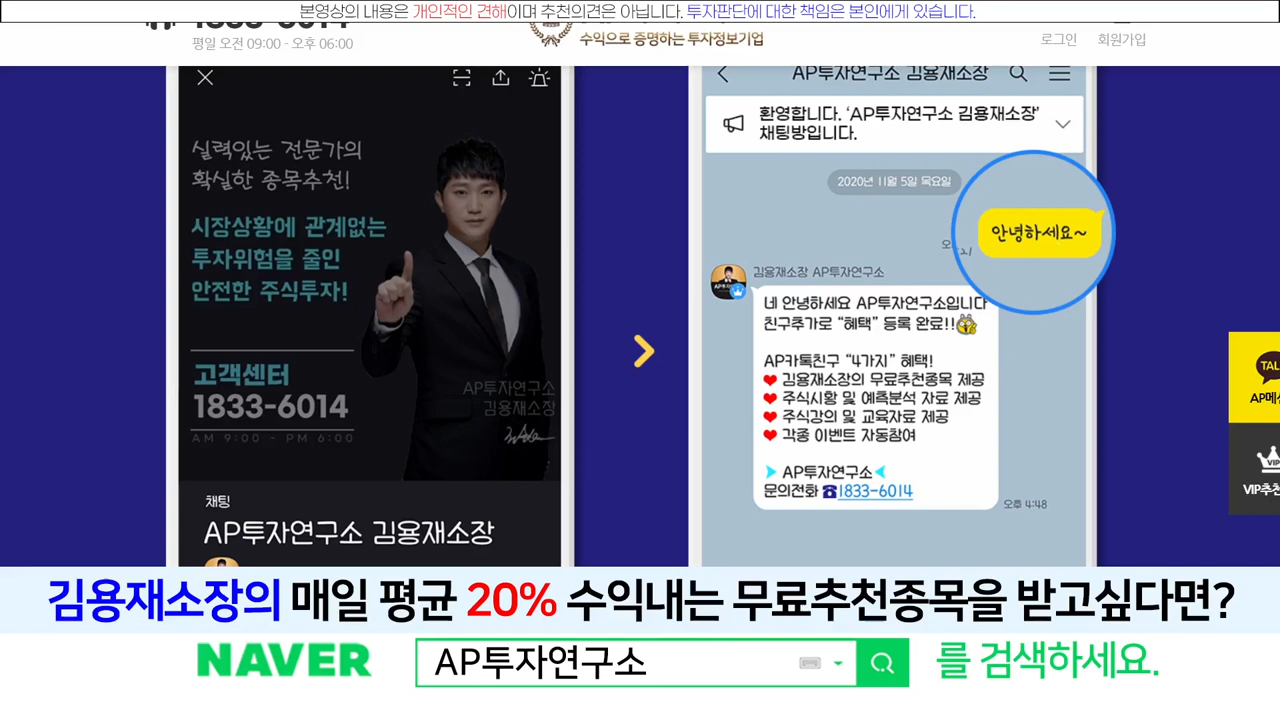 본영상의 내용은 개인적인 견해이며 추천의견은 아닙니다. 투자판단에 대한 책임은 본인에게 있습니다.
평일 오전 09:00 - 오후 06:00
수익으로 증명하는 투자정보기업
로그인 회원가입
실력있는 전문가의
확실한 종목추천!
시장상황에 관계없는
투자위험을 줄인
안전한 주식투자!
고객센터
1833-6014
AM 9:00 - PM 6:00
AP투자연구소
김용재소장
채팅
AP투자연구소 김용재소장
AP투자연구소 김용재소장
환영합니다. 'AP투자연구소 김용재소장'
채팅방입니다.
2020년 11월 5일 목요일
안녕하세요~
김용재소장 AP투자연구소
네 안녕하세요 AP투자연구소입니다
친구추가로 "혜택" 등록 완료!!
AP카톡친구 "4가지" 혜택!
❤ 김용재소장의 무료추천종목 제공
❤ 주식시황 및 예측분석 자료 제공
❤ 주식강의 및 교육자료 제공
❤ 각종 이벤트 자동참여
➤ AP투자연구소
문의전화 ☎1833-6014
오후 4:48
VIP
김용재소장의 매일 평균 20% 수익내는 무료추천종목을 받고싶다면?
NAVER AP투자연구소 를 검색하세요.